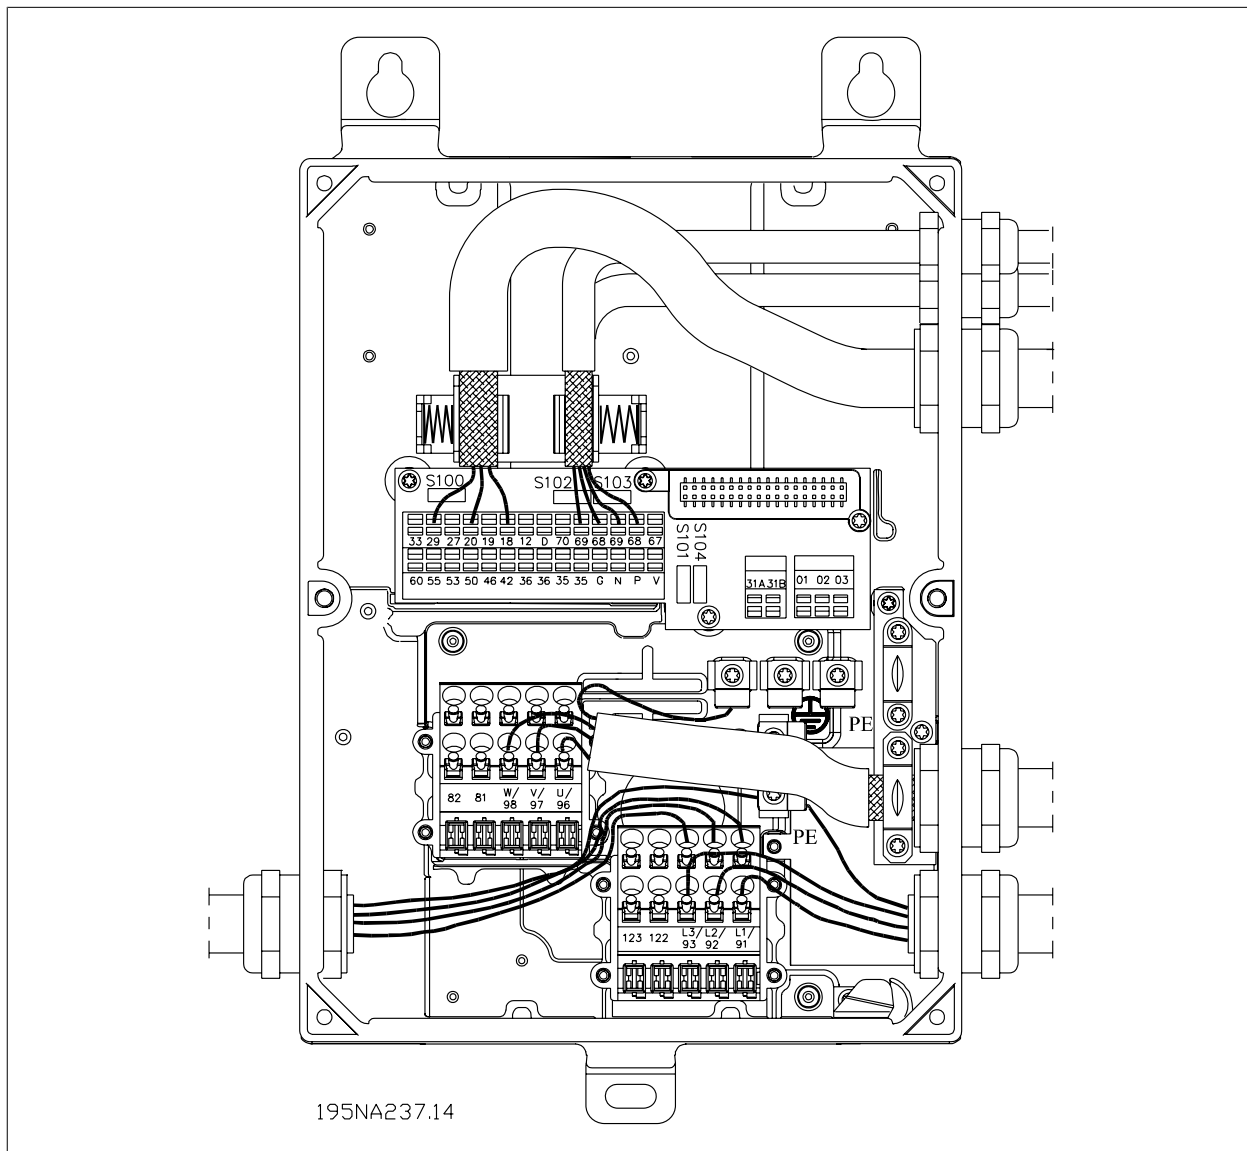 S100
S102
S103
33 29 27 20 19 18 12 D 70 69 68 69 68 67
60 55 53 50 46 42 36 36 35 35 G N P V
S101
S104
31A 31B
01 02 03
PE
82 81 W/98 V/97 U/96
PE
123 122 L3/93 L2/92 L1/91
195NA237.14